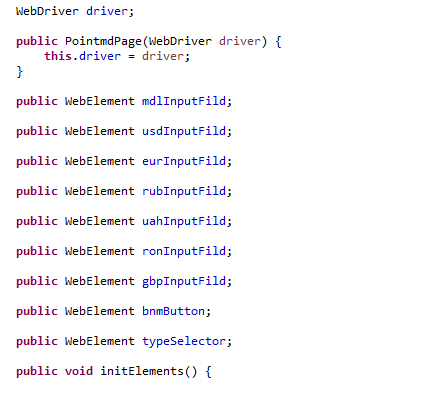 WebDriver driver;
public PointmdPage(WebDriver driver) {
this.driver = driver;
}
public WebElement mdlInputFild;
public WebElement usdInputFild;
public WebElement eurInputFild;
public WebElement rubInputFild;
public WebElement uahInputFild;
public WebElement ronInputFild;
public WebElement gbpInputFild;
public WebElement bnmButton;
public WebElement typeSelector;
public void initElements() {